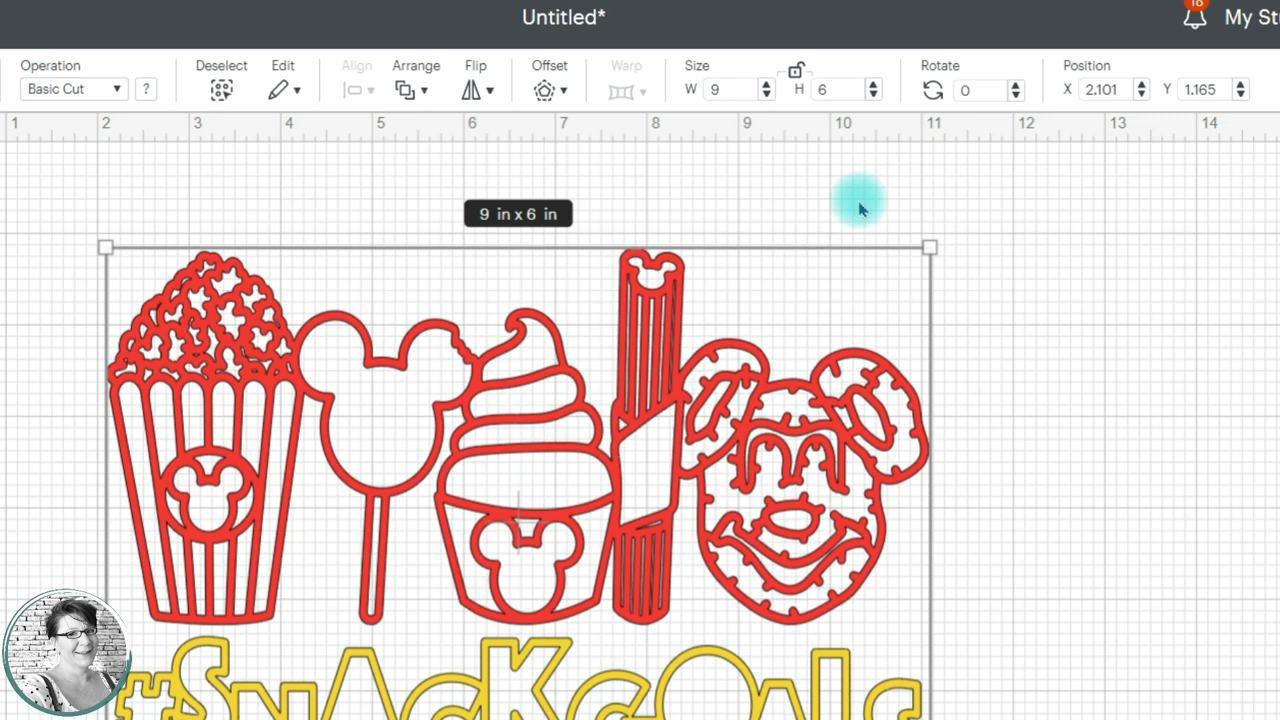 Untitled*
18
My St
Operation
Deselect
Edit
Align
Arrange
Flip
Offset
Warp
Size
Rotate
Position
Basic Cut
?
W 9
H 6
0
X 2.101
Y 1.165
1 2 3 4 5 6 7 8 9 10 11 12 13 14
9 in x 6 in
#SNACKGOALS